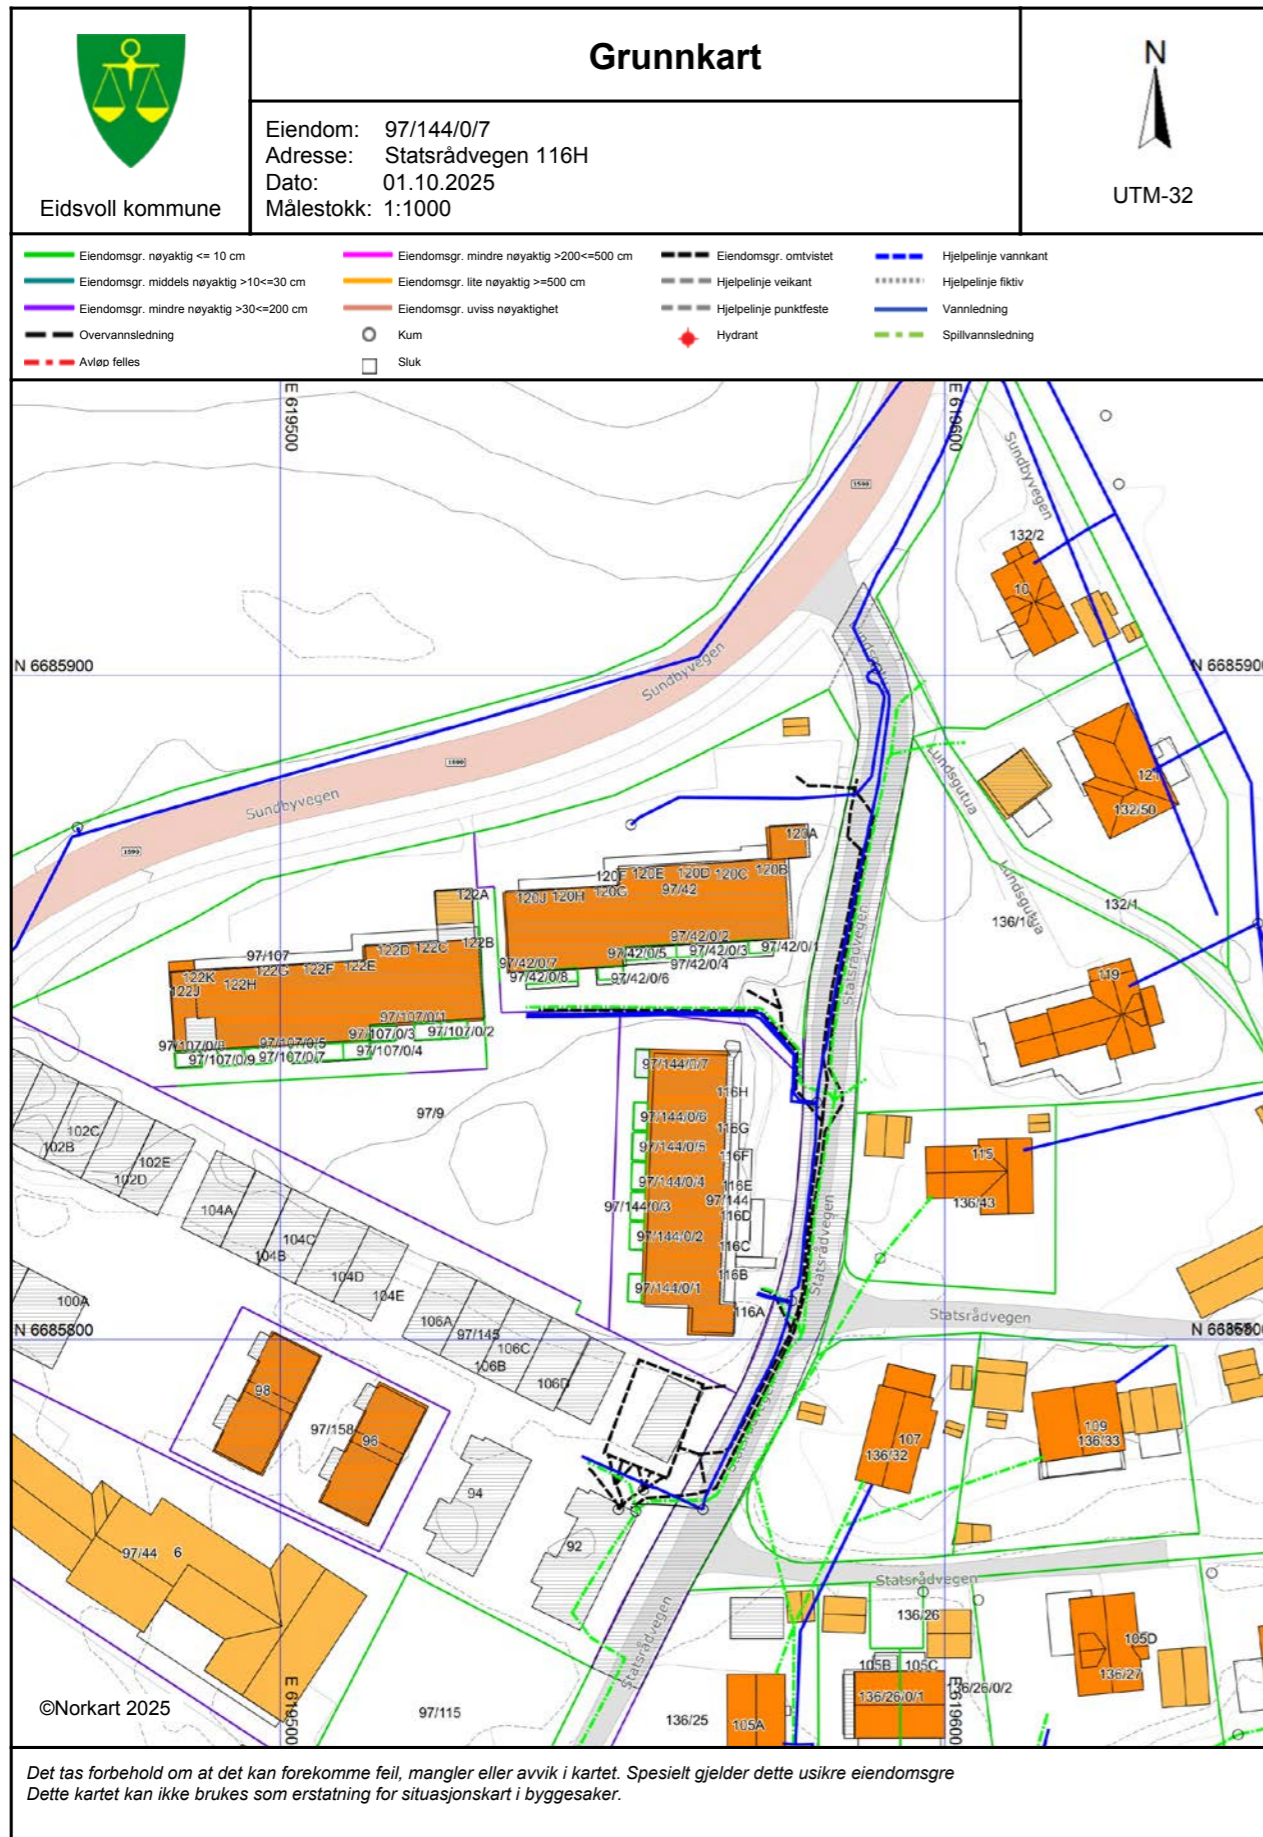 Grunnkart
Eidsvoll kommune
Eiendom: 97/144/0/7
Adresse: Statsrådvegen 116H
Dato: 01.10.2025
Målestokk: 1:1000
N
UTM-32
Eiendomsgr. nøyaktig <= 10 cm
Eiendomsgr. mindre nøyaktig >200<=500 cm
Eiendomsgr. omtvistet
Hjelpelinje vannkant
Eiendomsgr. middels nøyaktig >10<=30 cm
Eiendomsgr. lite nøyaktig >=500 cm
Hjelpelinje veikant
Hjelpelinje fiktiv
Eiendomsgr. mindre nøyaktig >30<=200 cm
Eiendomsgr. uviss nøyaktighet
Hjelpelinje punktfeste
Vannledning
Overvannsledning
Kum
Hydrant
Spillvannsledning
Avløp felles
Sluk
E 619500
E 619600
Sundbyvegen
1590
132/2
10
N 6685900
N 6685900
Lundsgutua
Sundbyvegen
1590
Sundbyvegen
1590
Lundsgutua
121
132/50
Lundsgutua
132/1
136/16
120A
120B
120C
120D
120E
120F
120G
120H
120J
97/42
97/42/0/1
97/42/0/2
97/42/0/3
97/42/0/4
97/42/0/5
97/42/0/6
97/42/0/7
97/42/0/8
122A
122B
122C
122D
122E
122F
122G
122H
122K
122J
97/107
97/107/0/1
97/107/0/2
97/107/0/3
97/107/0/4
97/107/0/5
97/107/0/7
97/107/0/8
97/107/0/9
Statsrådvegen
119
97/9
97/144/0/7
97/144/0/6
97/144/0/5
97/144/0/4
97/144/0/3
97/144/0/2
97/144/0/1
116H
116G
116F
116E
97/144
116D
116C
116B
116A
102C
102B
102E
102D
104A
104C
104B
104D
104E
100A
106A
97/145
106C
106B
106D
115
136/43
Statsrådvegen
Statsrådvegen
N 6685800
N 6685800
98
97/158
96
94
92
97/44
6
107
136/32
109
136/33
Statsrådvegen
Statsrådvegen
Statsrådvegen
136/26
105B
105C
136/26/0/1
136/26/0/2
105D
136/27
136/25
105A
97/115
E 619500
E 619600
©Norkart 2025
Det tas forbehold om at det kan forekomme feil, mangler eller avvik i kartet. Spesielt gjelder dette usikre eiendomsgre
Dette kartet kan ikke brukes som erstatning for situasjonskart i byggesaker.